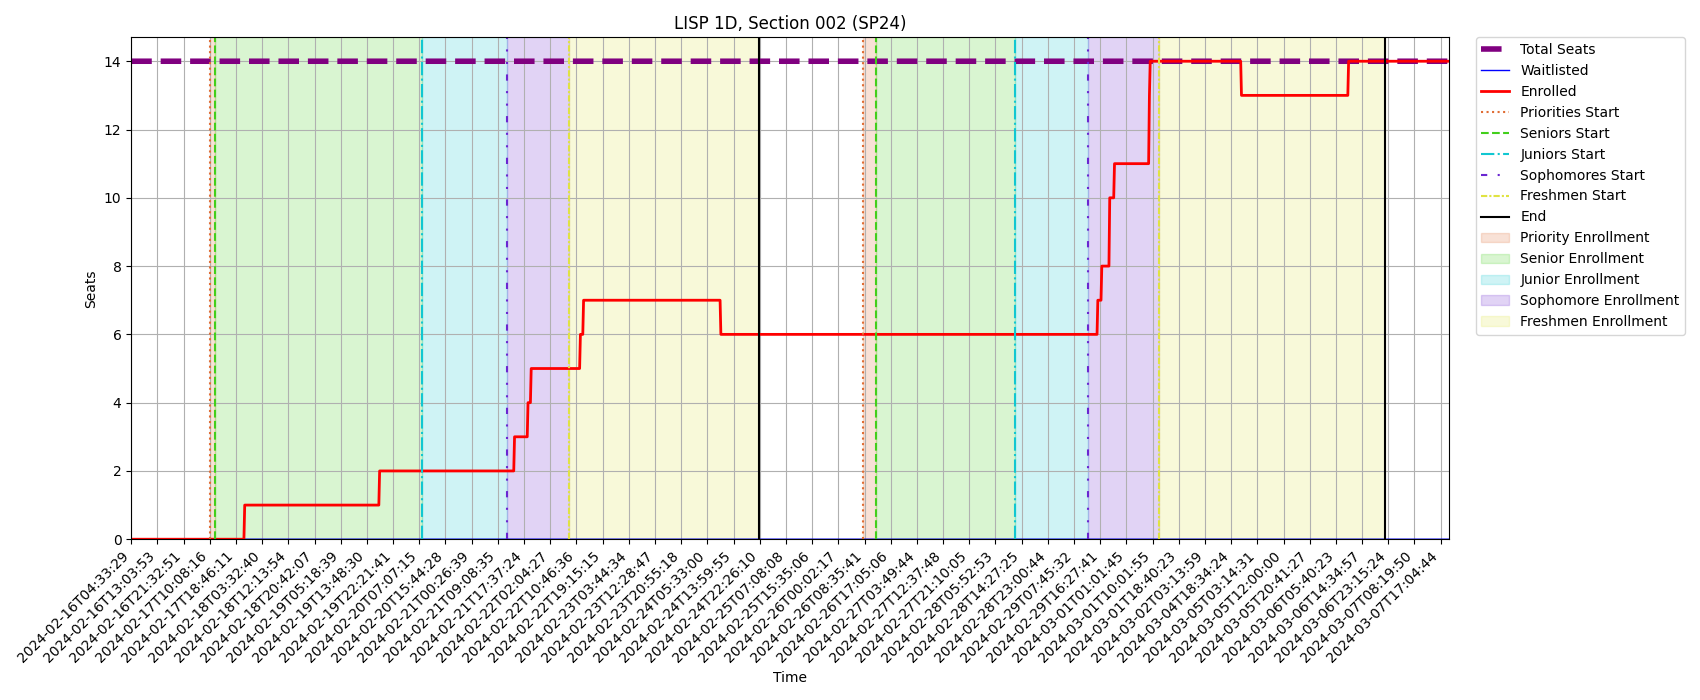 LISP 1D, Section 002 (SP24)
Seats
14
12
10
8
6
4
2
0
2024-02-16T04:33:29
2024-02-16T13:03:53
2024-02-16T21:32:51
2024-02-17T10:08:16
2024-02-17T18:46:11
2024-02-18T03:32:40
2024-02-18T12:13:54
2024-02-18T20:42:07
2024-02-19T05:18:39
2024-02-19T13:48:30
2024-02-19T22:21:41
2024-02-20T07:07:15
2024-02-20T15:44:28
2024-02-21T00:26:39
2024-02-21T09:08:35
2024-02-21T17:37:24
2024-02-22T02:04:27
2024-02-22T10:46:36
2024-02-22T19:15:15
2024-02-23T03:44:34
2024-02-23T12:28:47
2024-02-23T20:55:18
2024-02-24T05:33:00
2024-02-24T13:59:55
2024-02-24T22:26:10
2024-02-25T07:08:08
2024-02-25T15:35:06
2024-02-26T00:02:17
2024-02-26T08:35:41
2024-02-26T17:05:06
2024-02-27T03:49:44
2024-02-27T12:37:48
2024-02-27T21:10:05
2024-02-28T05:52:53
2024-02-28T14:27:25
2024-02-28T23:00:44
2024-02-29T07:45:32
2024-02-29T16:27:41
2024-03-01T01:01:45
2024-03-01T10:01:55
2024-03-01T18:40:23
2024-03-02T03:13:59
2024-03-04T18:34:24
2024-03-05T03:14:31
2024-03-05T12:00:00
2024-03-05T20:41:27
2024-03-06T05:40:23
2024-03-06T14:34:57
2024-03-06T23:15:24
2024-03-07T08:19:50
2024-03-07T17:04:44
Time
Total Seats
Waitlisted
Enrolled
Priorities Start
Seniors Start
Juniors Start
Sophomores Start
Freshmen Start
End
Priority Enrollment
Senior Enrollment
Junior Enrollment
Sophomore Enrollment
Freshmen Enrollment